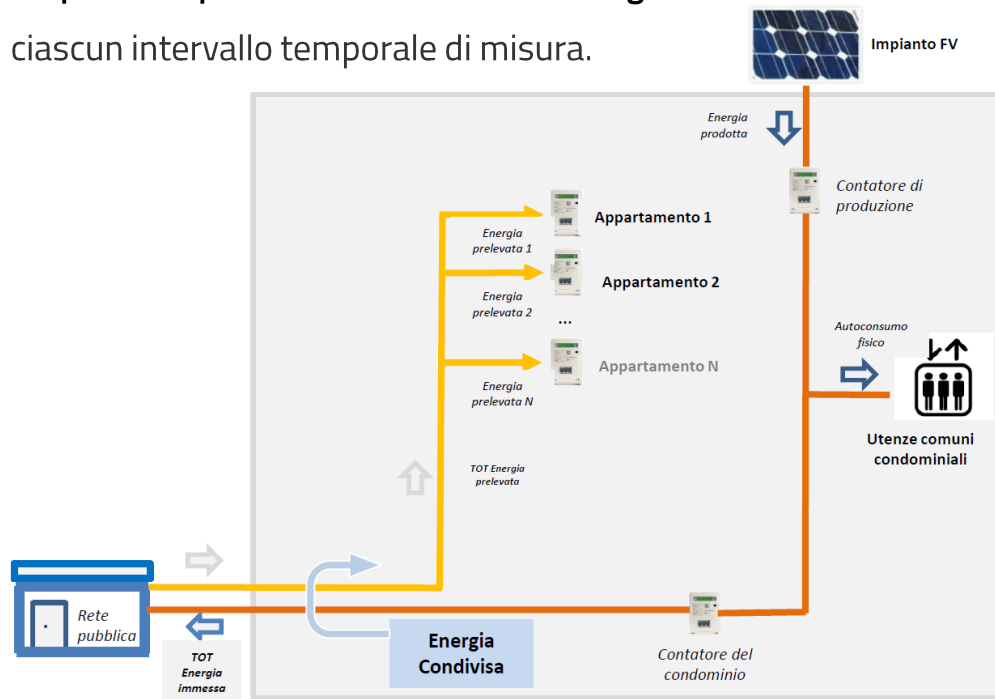 ciascun intervallo temporale di misura.
Impianto FV
Energia
prodotta
Contatore di
produzione
Appartamento 1
Energia
prelevata 1
Appartamento 2
Energia
prelevata 2
...
Autoconsumo
fisico
Appartamento N
Energia
prelevata N
Utenze comuni
condominiali
TOT Energia
prelevata
Rete
pubblica
Energia
Condivisa
TOT
Energia
immessa
Contatore del
condominio